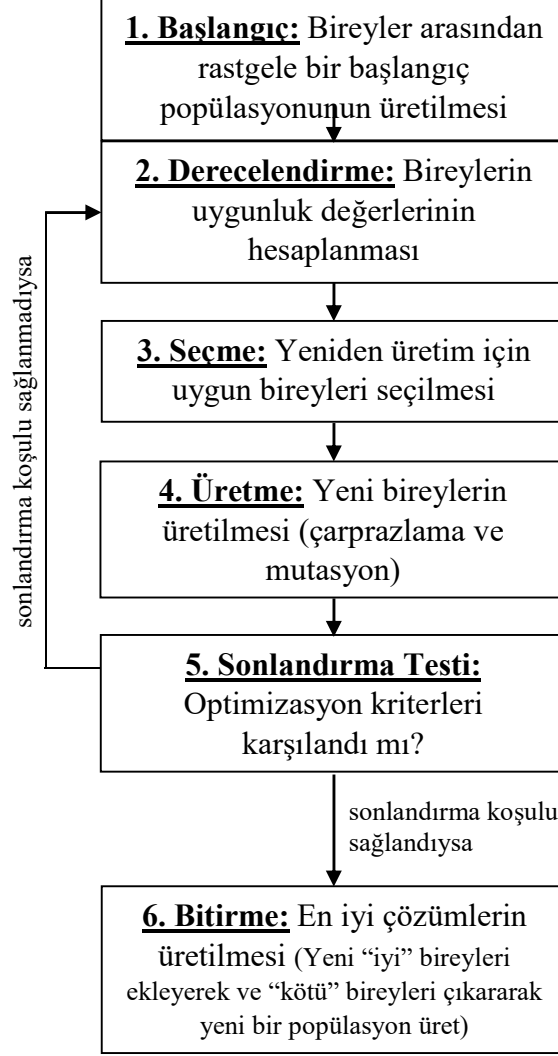 1. Başlangıç: Bireyler arasından
rastgele bir başlangıç
popülasyonunun üretilmesi
2. Derecelendirme: Bireylerin
uygunluk değerlerinin
hesaplanması
3. Seçme: Yeniden üretim için
uygun bireyleri seçilmesi
4. Üretme: Yeni bireylerin
üretilmesi (çarprazlama ve
mutasyon)
5. Sonlandırma Testi:
Optimizasyon kriterleri
karşılandı mı?
sonlandırma koşulu sağlanmadıysa
sonlandırma koşulu
sağlandıysa
6. Bitirme: En iyi çözümlerin
üretilmesi (Yeni “iyi” bireyleri
ekleyerek ve “kötü” bireyleri çıkararak
yeni bir popülasyon üret)